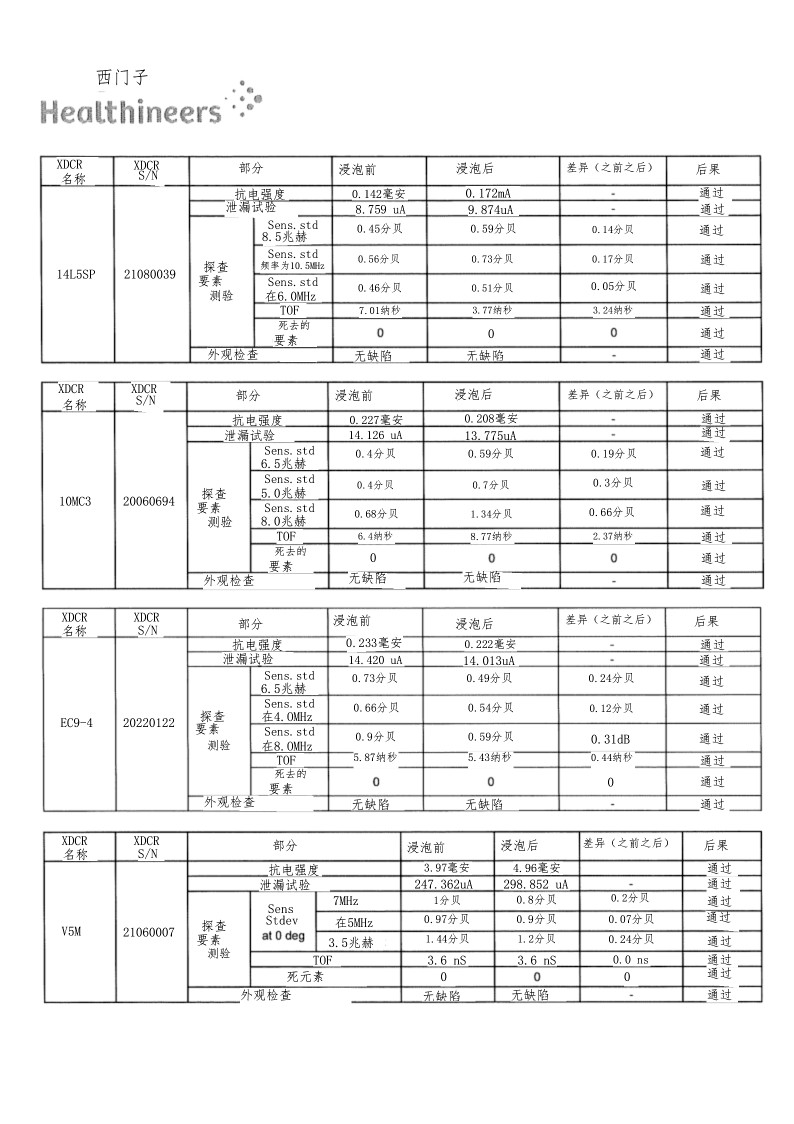 西门子
Healthineers
XDCR 名称 XDCR S/N 部分 浸泡前 浸泡后 差异（之前之后） 后果
抗电强度 0.142毫安 0.172mA - 通过
泄漏试验 8.759 uA 9.874uA - 通过
14L5SP 21080039 探查 要素 测验
Sens.std 8.5兆赫 0.45分贝 0.59分贝 0.14分贝 通过
Sens.std 频率为10.5MHz 0.56分贝 0.73分贝 0.17分贝 通过
Sens.std 在6.0MHz 0.46分贝 0.51分贝 0.05分贝 通过
TOF 7.01纳秒 3.77纳秒 3.24纳秒 通过
死去的 要素 0 0 0 通过
外观检查 无缺陷 无缺陷 - 通过
XDCR 名称 XDCR S/N 部分 浸泡前 浸泡后 差异（之前之后） 后果
抗电强度 0.227毫安 0.208毫安 - 通过
泄漏试验 14.126 uA 13.775uA - 通过
10MC3 20060694 探查 要素 测验
Sens.std 6.5兆赫 0.4分贝 0.59分贝 0.19分贝 通过
Sens.std 5.0兆赫 0.4分贝 0.7分贝 0.3分贝 通过
Sens.std 8.0兆赫 0.68分贝 1.34分贝 0.66分贝 通过
TOF 6.4纳秒 8.77纳秒 2.37纳秒 通过
死去的 要素 0 0 0 通过
外观检查 无缺陷 无缺陷 - 通过
XDCR 名称 XDCR S/N 部分 浸泡前 浸泡后 差异（之前之后） 后果
抗电强度 0.233毫安 0.222毫安 - 通过
泄漏试验 14.420 uA 14.013uA - 通过
EC9-4 20220122 探查 要素 测验
Sens.std 6.5兆赫 0.73分贝 0.49分贝 0.24分贝 通过
Sens.std 在4.0MHz 0.66分贝 0.54分贝 0.12分贝 通过
Sens.std 在8.0MHz 0.9分贝 0.59分贝 0.31dB 通过
TOF 5.87纳秒 5.43纳秒 0.44纳秒 通过
死去的 要素 0 0 0 通过
外观检查 无缺陷 无缺陷 - 通过
XDCR 名称 XDCR S/N 部分 浸泡前 浸泡后 差异（之前之后） 后果
抗电强度 3.97毫安 4.96毫安 通过
泄漏试验 247.362uA 298.852 uA - 通过
V5M 21060007 探查 要素 测验
Sens Stdev at 0 deg
7MHz 1分贝 0.8分贝 0.2分贝 通过
在5MHz 0.97分贝 0.9分贝 0.07分贝 通过
3.5兆赫 1.44分贝 1.2分贝 0.24分贝 通过
TOF 3.6 nS 3.6 nS 0.0 ns 通过
死元素 0 0 0 通过
外观检查 无缺陷 无缺陷 - 通过